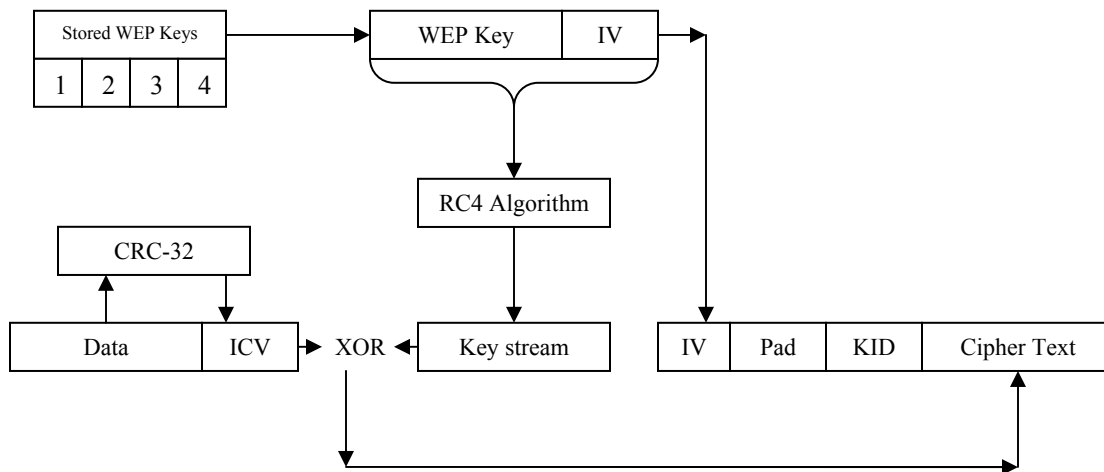 Stored WEP Keys
1 2 3 4
WEP Key IV
RC4 Algorithm
CRC-32
Data ICV
XOR
Key stream
IV Pad KID Cipher Text